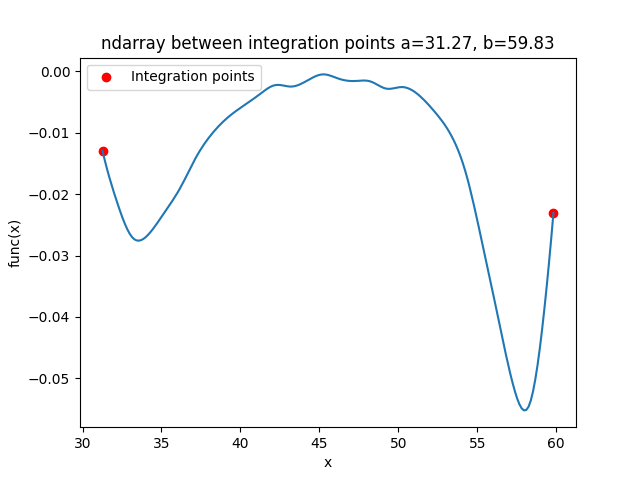 ndarray between integration points a=31.27, b=59.83
Integration points
0.00
−0.01
−0.02
−0.03
−0.04
−0.05
func(x)
30 35 40 45 50 55 60
x